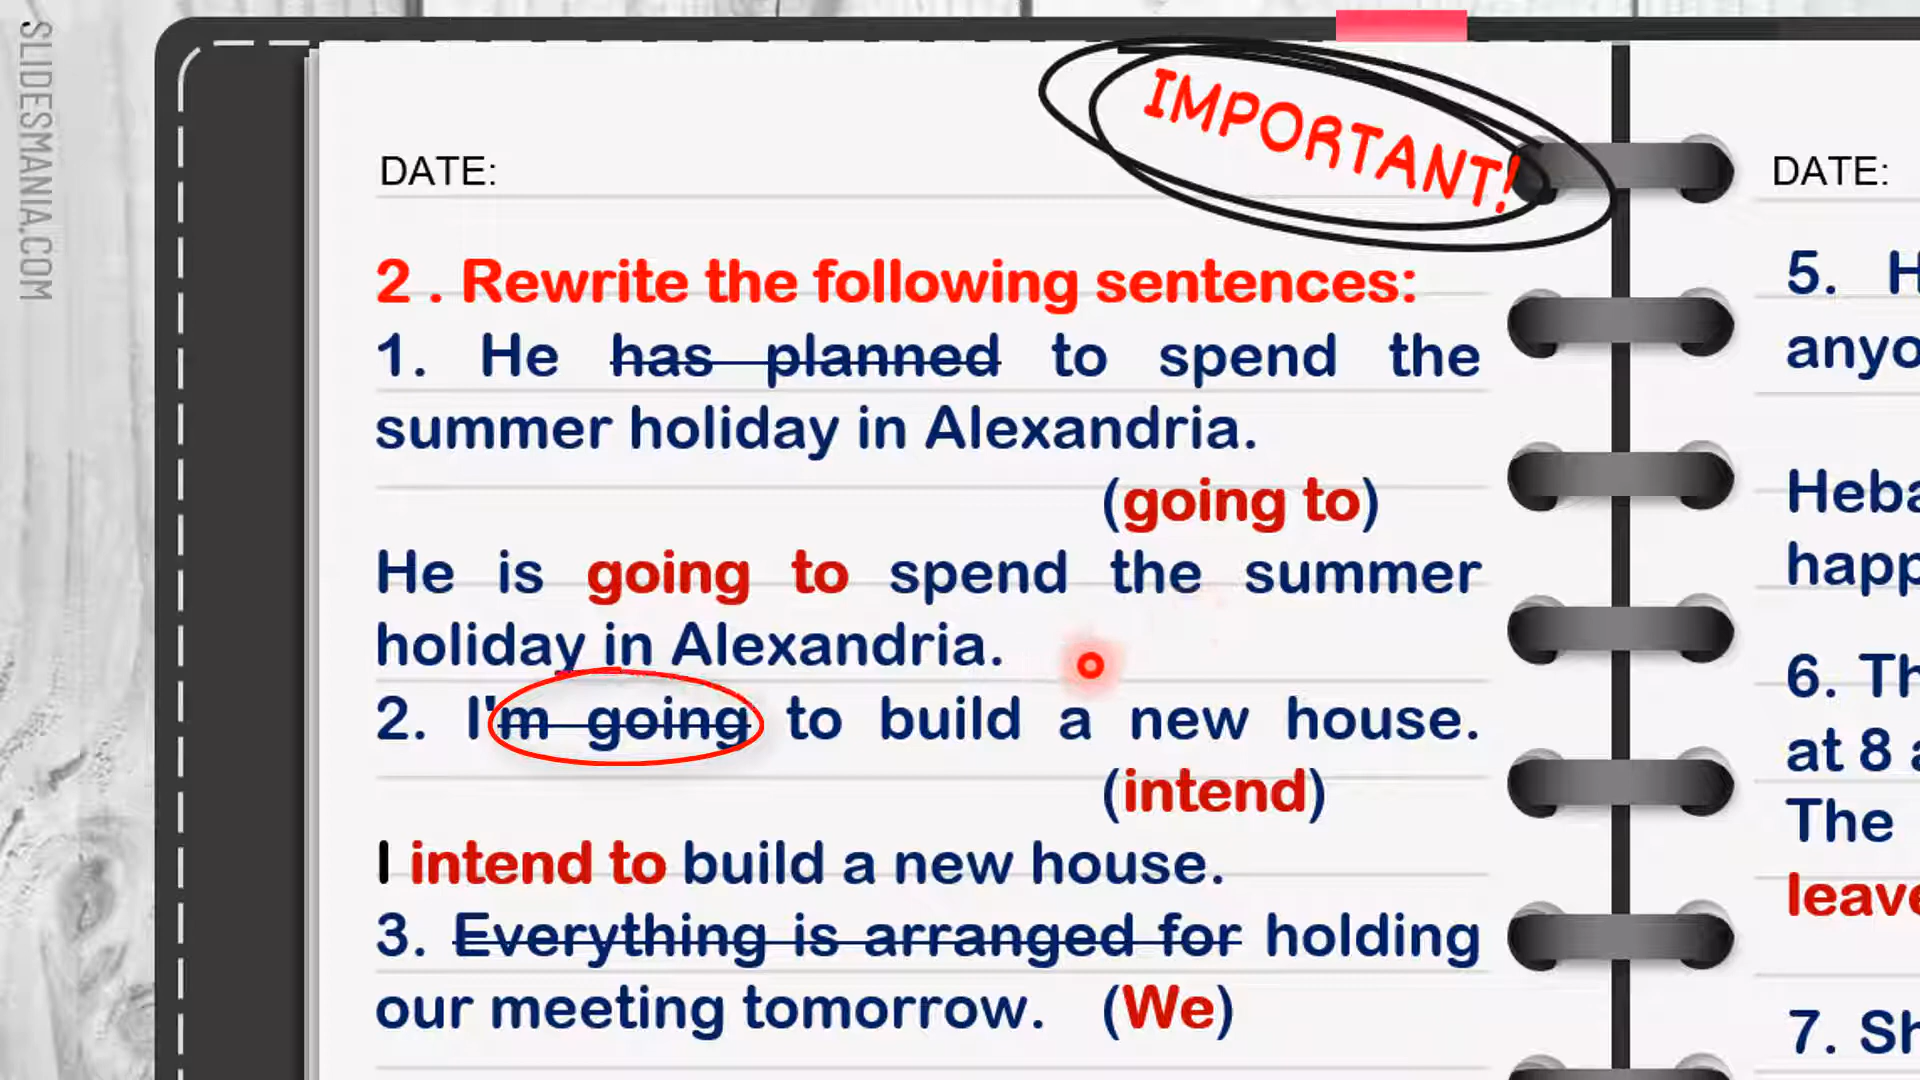 SLIDESMANIA.COM
IMPORTANT!
DATE:
2 . Rewrite the following sentences:
1. He has planned to spend the
summer holiday in Alexandria.
(going to)
He is going to spend the summer
holiday in Alexandria.
2. I'm going to build a new house.
(intend)
I intend to build a new house.
3. Everything is arranged for holding
our meeting tomorrow. (We)
DATE:
5. H
anyo
Heba
happ
6. Th
at 8 a
The
leave
7. Sh